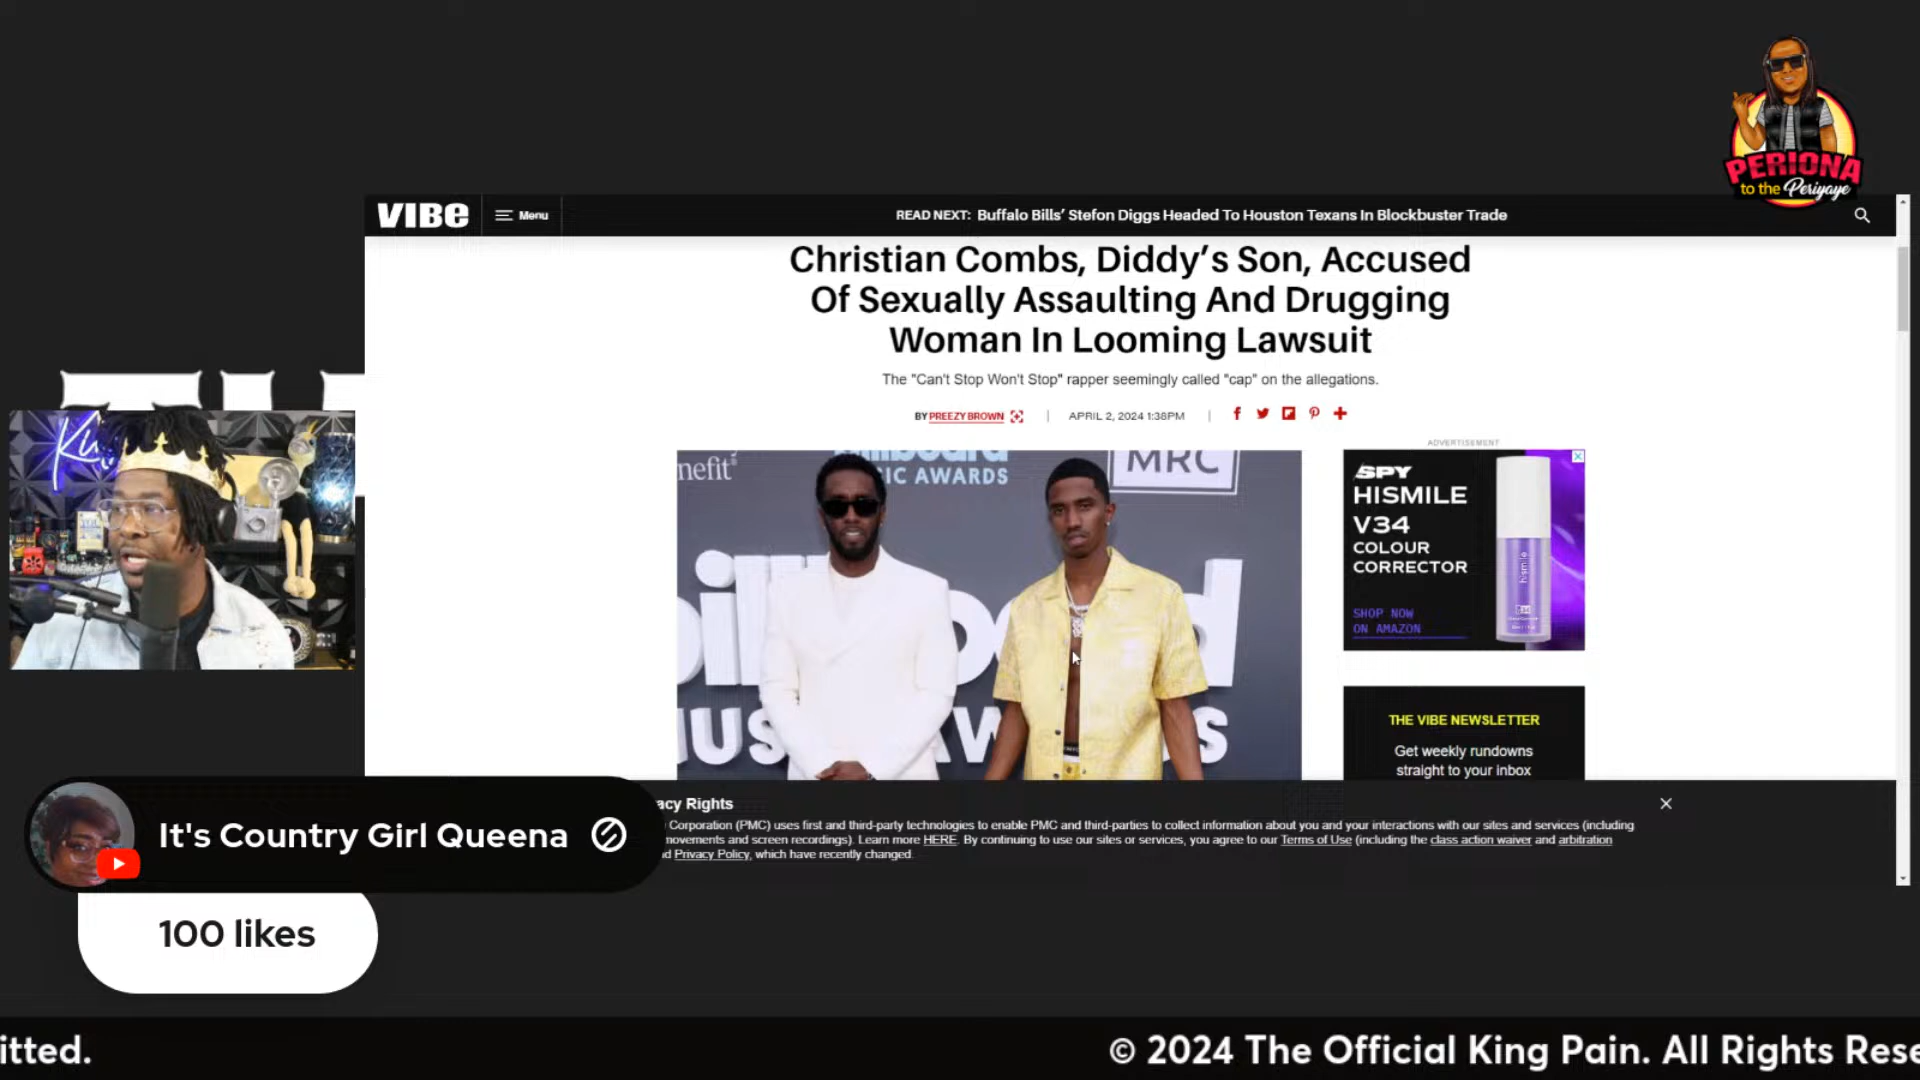 PERIONA
to the Periyaye
VIBE
Menu
READ NEXT: Buffalo Bills’ Stefon Diggs Headed To Houston Texans In Blockbuster Trade
Christian Combs, Diddy’s Son, Accused
Of Sexually Assaulting And Drugging
Woman In Looming Lawsuit
The "Can't Stop Won't Stop" rapper seemingly called "cap" on the allegations.
BY PREEZY BROWN | APRIL 2, 2024 1:38PM |
ADVERTISEMENT
nefit®
IC AWARDS
MRC
SPY
HISMILE
V34
COLOUR
CORRECTOR
SHOP NOW
ON AMAZON
hismile
V34
THE VIBE NEWSLETTER
Get weekly rundowns
straight to your inbox
acy Rights
Corporation (PMC) uses first and third-party technologies to enable PMC and third-parties to collect information about you and your interactions with our sites and services (including
movements and screen recordings). Learn more HERE. By continuing to use our sites or services, you agree to our Terms of Use (including the class action waiver and arbitration
d Privacy Policy, which have recently changed.
It's Country Girl Queena
100 likes
itted.
© 2024 The Official King Pain. All Rights Rese